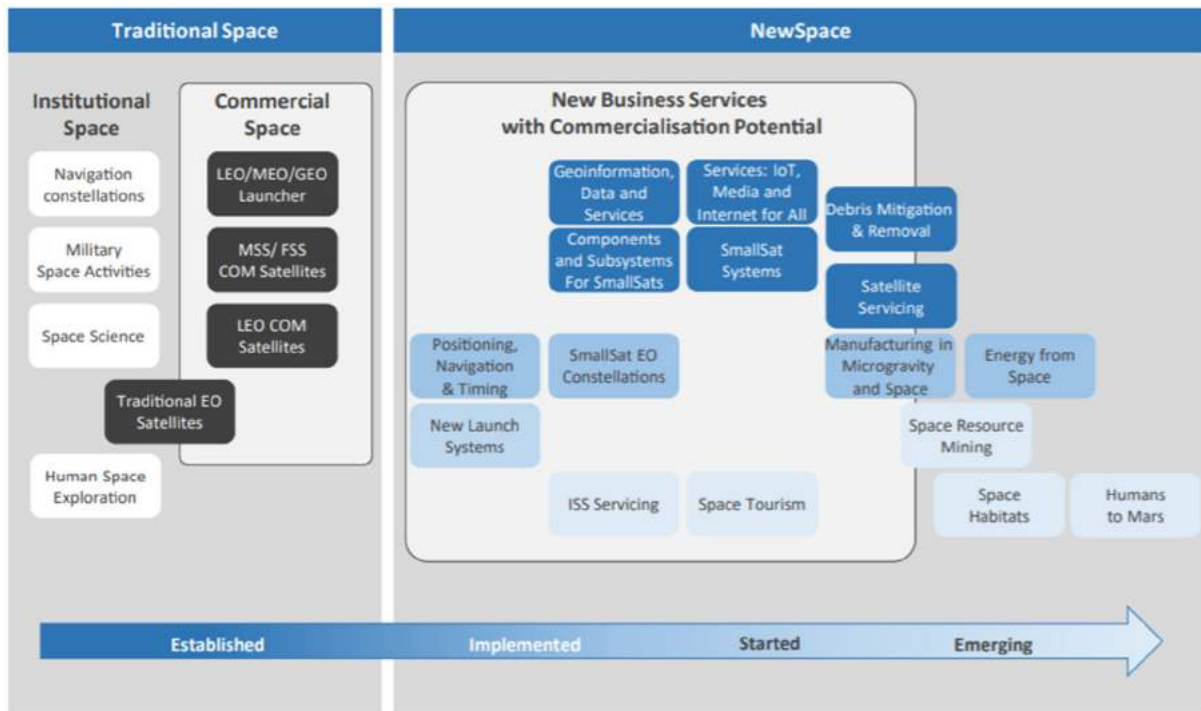 Traditional Space
NewSpace
Institutional
Space
Commercial
Space
New Business Services
with Commercialisation Potential
Navigation
constellations
LEO/MEO/GEO
Launcher
Geoinformation,
Data and
Services
Services: IoT,
Media and
Internet for All
Debris Mitigation
& Removal
Military
Space Activities
MSS/ FSS
COM Satellites
Components
and Subsystems
For SmallSats
SmallSat
Systems
Satellite
Servicing
Space Science
LEO COM
Satellites
Positioning,
Navigation
& Timing
SmallSat EO
Constellations
Manufacturing in
Microgravity
and Space
Energy from
Space
Traditional EO
Satellites
New Launch
Systems
Space Resource
Mining
Human Space
Exploration
ISS Servicing
Space Tourism
Space
Habitats
Humans
to Mars
Established
Implemented
Started
Emerging